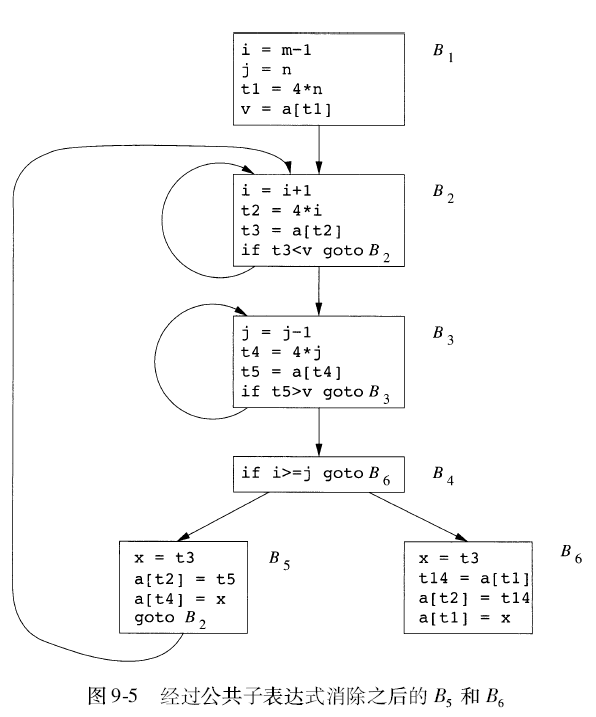 i = m-1
j = n
t1 = 4*n
v = a[t1]
B1
i = i+1
t2 = 4*i
t3 = a[t2]
if t3<v goto B2
B2
j = j-1
t4 = 4*j
t5 = a[t4]
if t5>v goto B3
B3
if i>=j goto B6
B4
x = t3
a[t2] = t5
a[t4] = x
goto B2
B5
x = t3
t14 = a[t1]
a[t2] = t14
a[t1] = x
B6
图 9-5 经过公共子表达式消除之后的 B5 和 B6